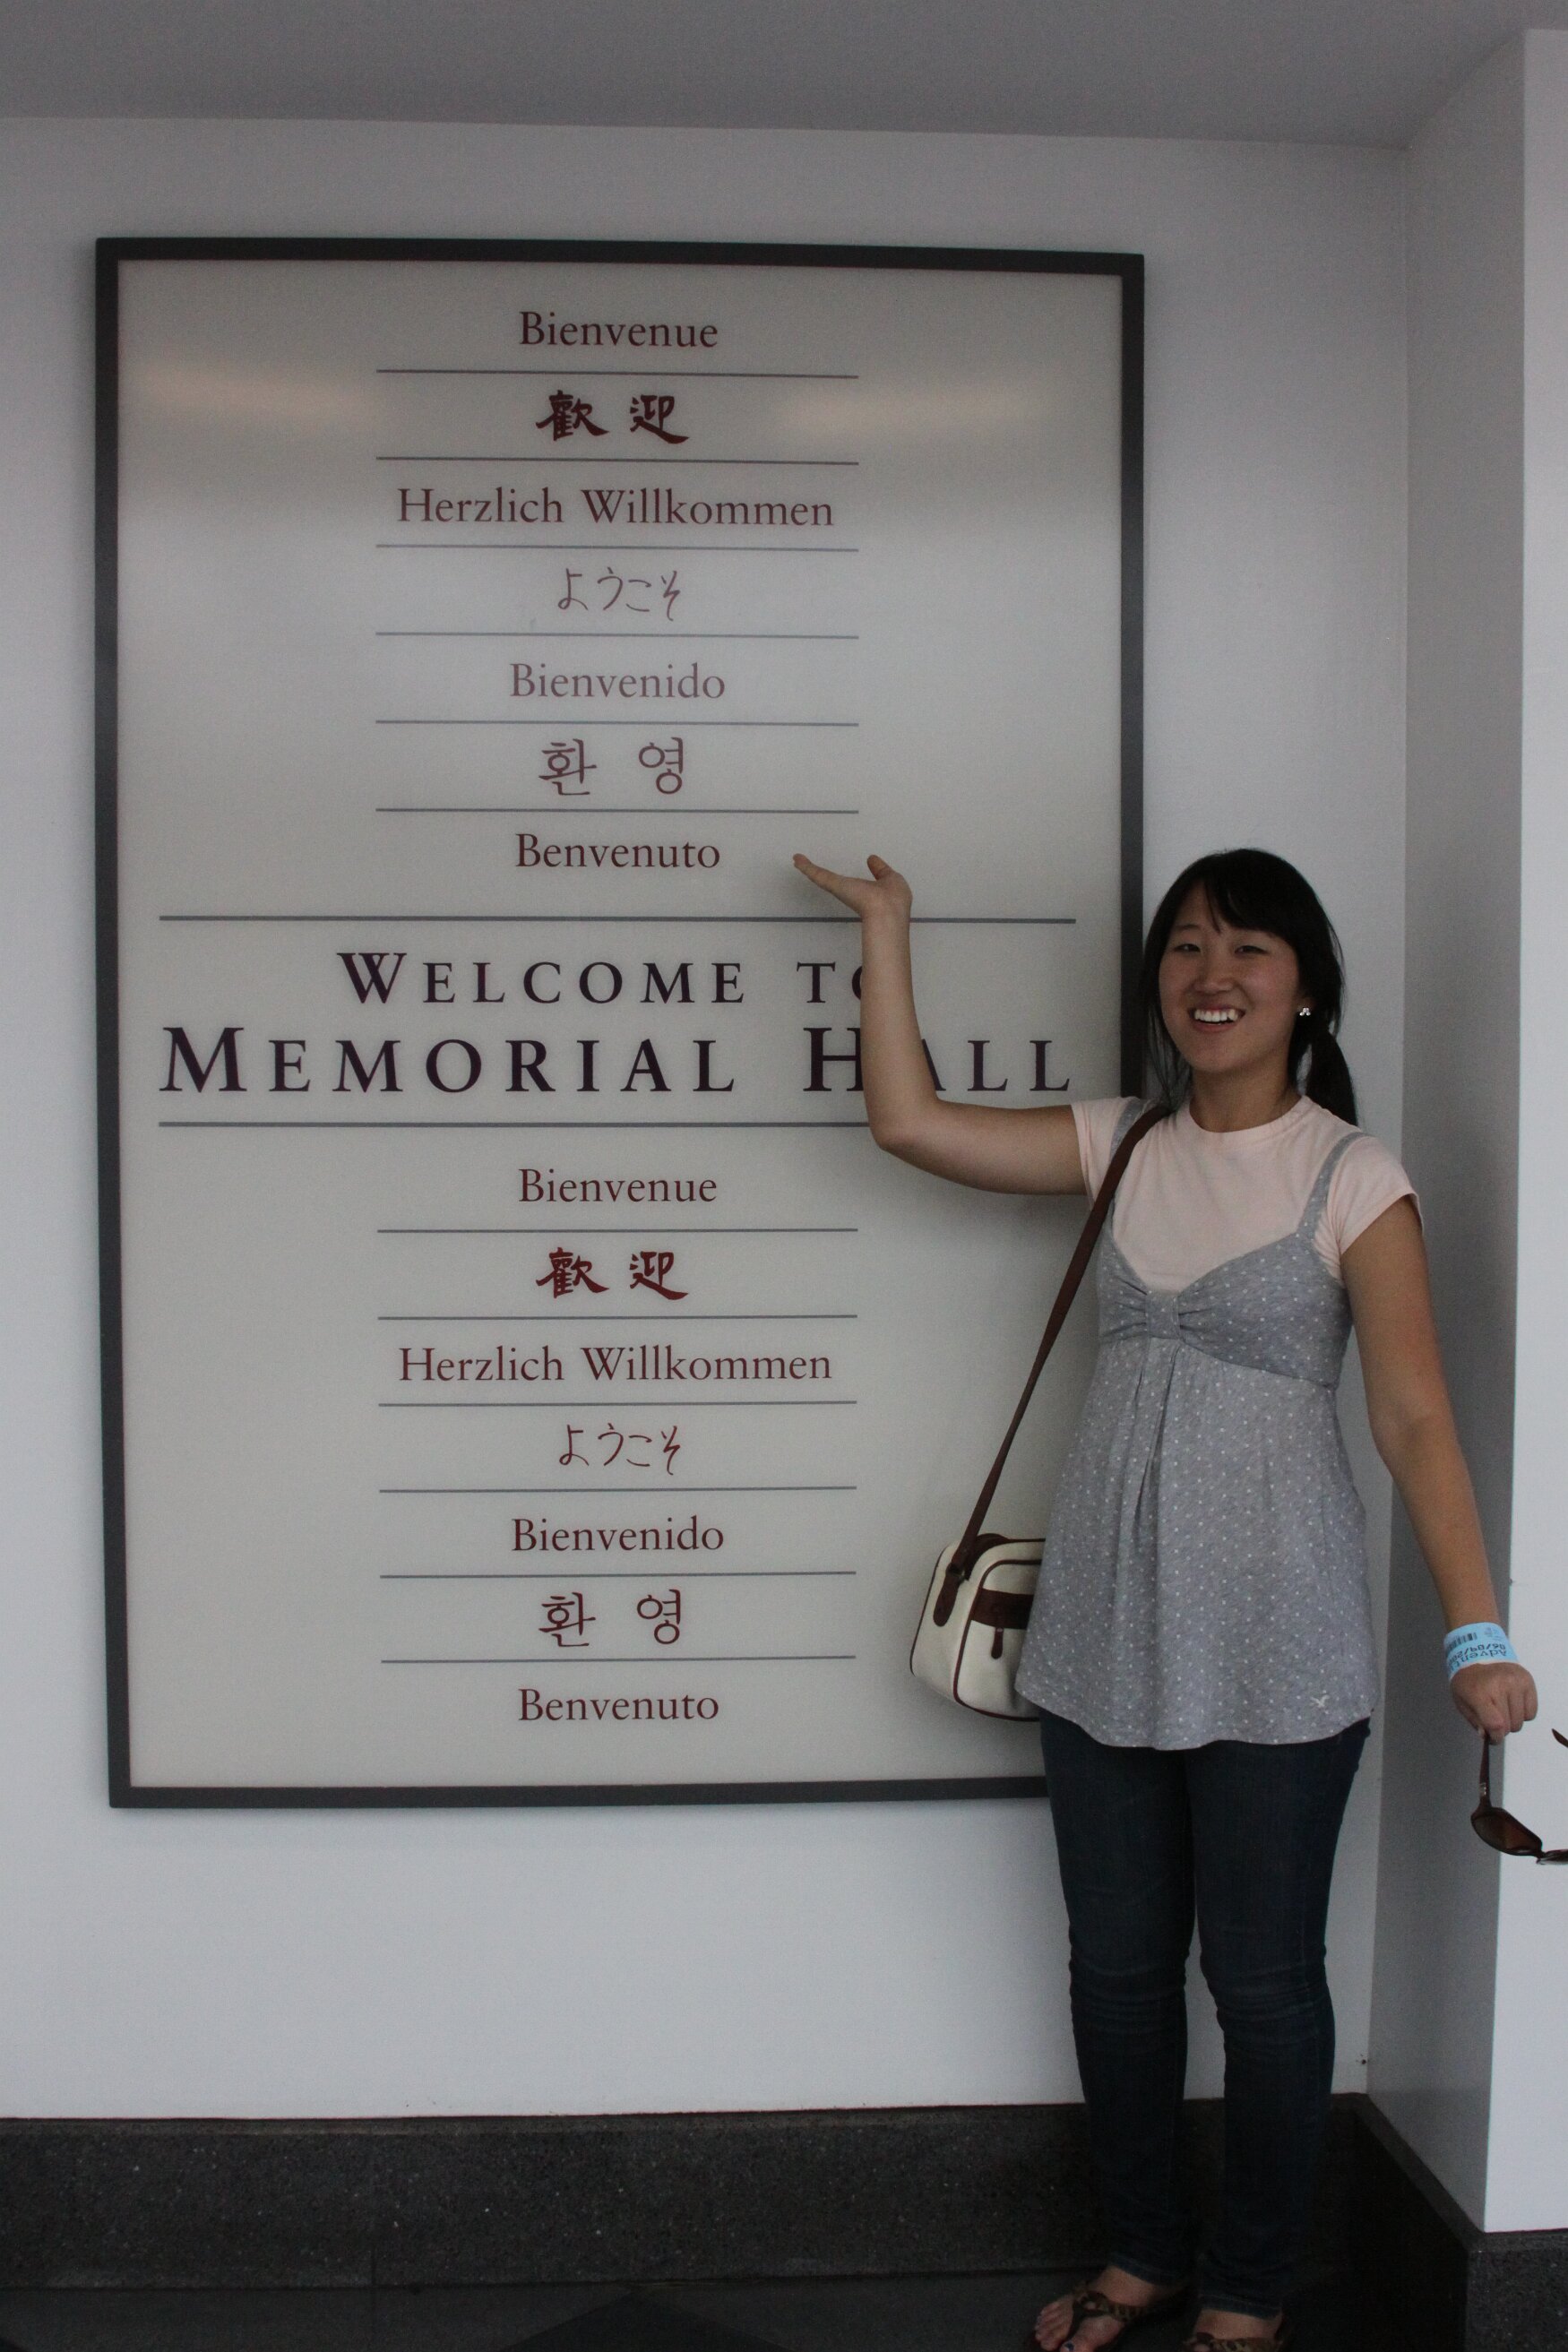 Bienvenue
歡迎
Herzlich Willkommen
ようこそ
Bienvenido
환영
Benvenuto
WELCOME TO
MEMORIAL HALL
Bienvenue
歡迎
Herzlich Willkommen
ようこそ
Bienvenido
환영
Benvenuto